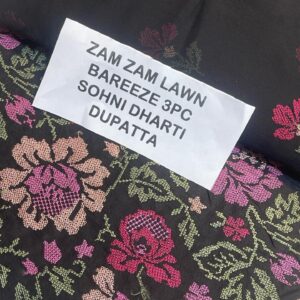 ZAM ZAM LAWN
BAREEZE 3PC
SOHNI DHARTI
DUPATTA